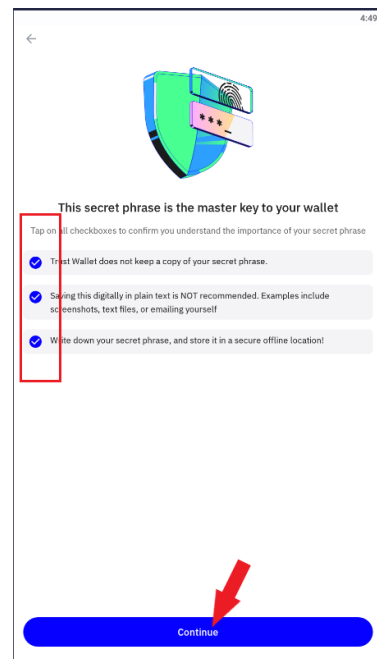 4:49
***_
This secret phrase is the master key to your wallet
Tap on all checkboxes to confirm you understand the importance of your secret phrase
Trust Wallet does not keep a copy of your secret phrase.
Saving this digitally in plain text is NOT recommended. Examples include
screenshots, text files, or emailing yourself
Write down your secret phrase, and store it in a secure offline location!
Continue